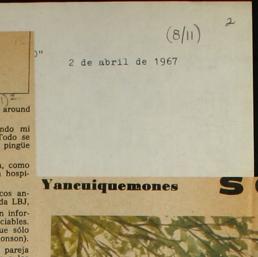 2
(8/11)
)"
2 de abril de 1967
around
ndo mi
Todo se
pingüe
a, como
hospi-
Yancuiquemones
S
cos an-
da LBJ,
n infor-
ciables.
ue sólo
onson).
pareja